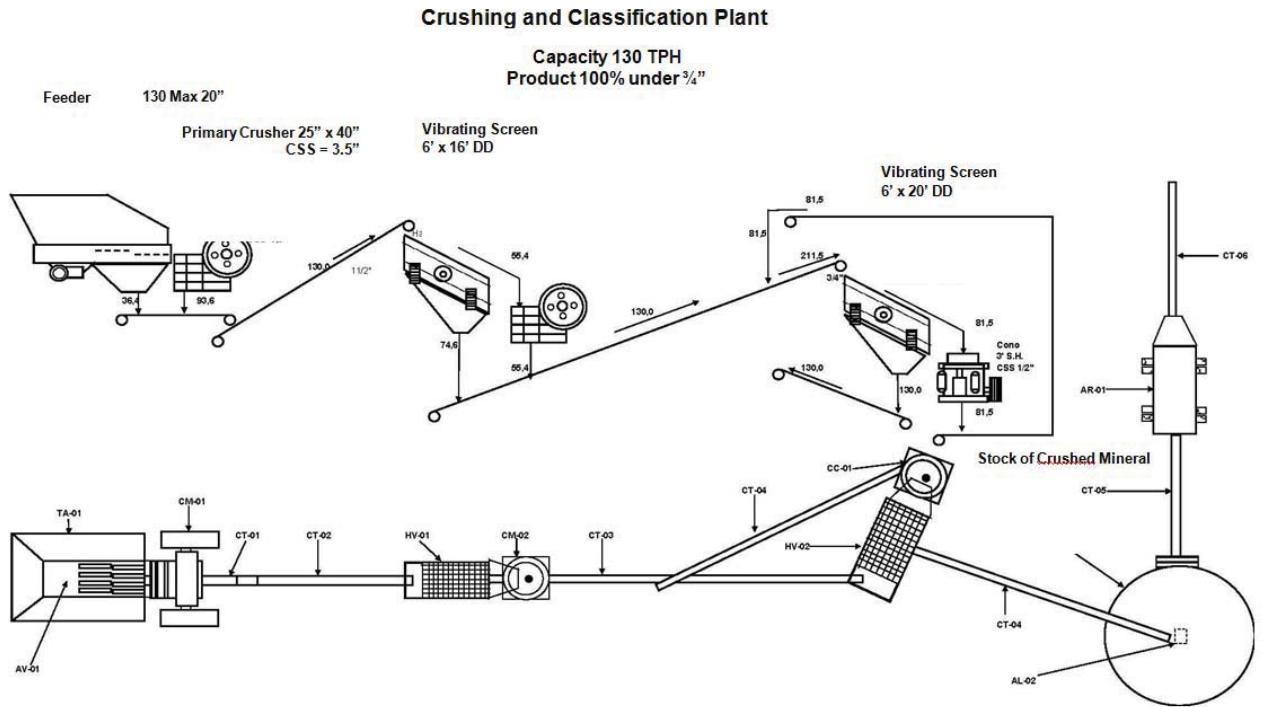 Crushing and Classification Plant
Capacity 130 TPH
Product 100% under ¾”
Feeder 130 Max 20”
Primary Crusher 25” x 40”
CSS = 3.5”
Vibrating Screen
6’ x 16’ DD
Vibrating Screen
6’ x 20’ DD
81,5
81,5
211,5
3/4"
130,0
11/2"
55,4
36,4
93,6
130,0
74,6
55,4
81,5
Cono
3' S.H.
CSS 1/2"
130,0
130,0
81,5
CT-06
AR-01
Stock of Crushed Mineral
CC-01
CT-04
CT-05
TA-01
CM-01
CT-01
CT-02
HV-01
CM-02
CT-03
HV-02
CT-04
AV-01
AL-02